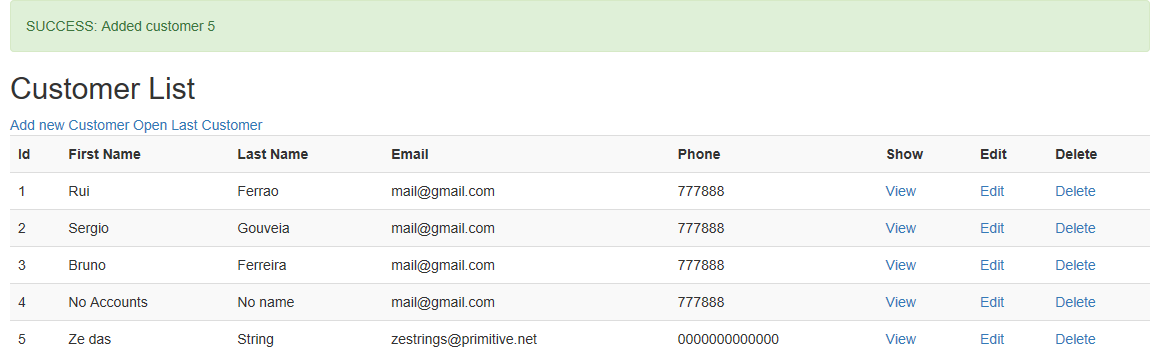 SUCCESS: Added customer 5
Customer List
Add new Customer Open Last Customer
Id First Name Last Name Email Phone Show Edit Delete
1 Rui Ferrao mail@gmail.com 777888 View Edit Delete
2 Sergio Gouveia mail@gmail.com 777888 View Edit Delete
3 Bruno Ferreira mail@gmail.com 777888 View Edit Delete
4 No Accounts No name mail@gmail.com 777888 View Edit Delete
5 Ze das String zestrings@primitive.net 0000000000000 View Edit Delete